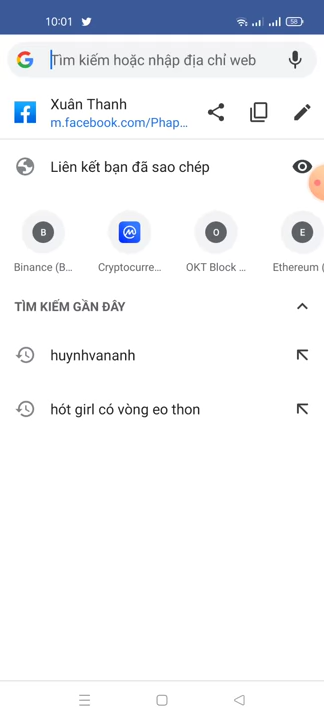 10:01
58
Tìm kiếm hoặc nhập địa chỉ web
Xuân Thanh
m.facebook.com/Phap...
Liên kết bạn đã sao chép
B
O
E
Binance (B...
Cryptocurre...
OKT Block ...
Ethereum (
TÌM KIẾM GẦN ĐÂY
huynhvananh
hót girl có vòng eo thon